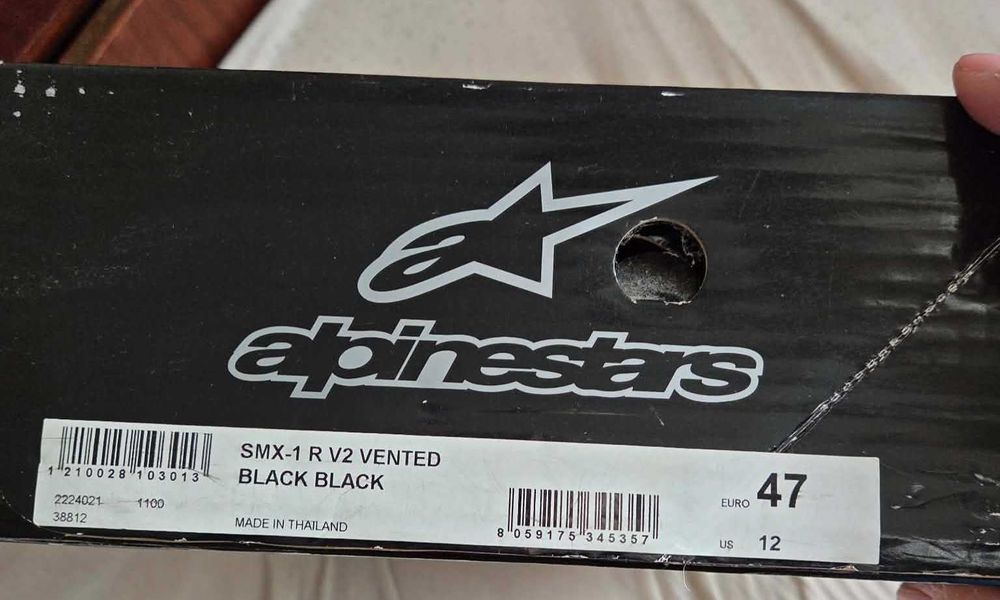 a
alpinestars
1 210028 103013
2224021 1100
38812
SMX-1 R V2 VENTED
BLACK BLACK
MADE IN THAILAND
8 059175 345357
EURO 47
US 12